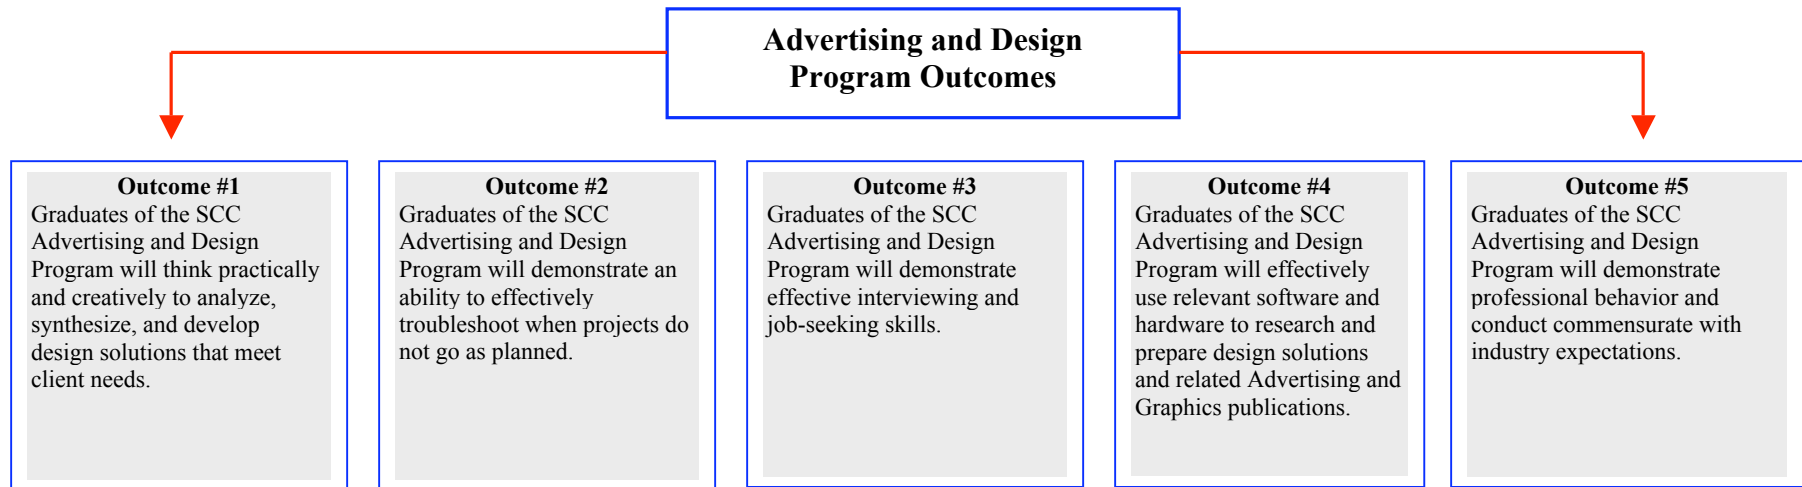 Advertising and Design
Program Outcomes
Outcome #1
Graduates of the SCC
Advertising and Design
Program will think practically
and creatively to analyze,
synthesize, and develop
design solutions that meet
client needs.
Outcome #2
Graduates of the SCC
Advertising and Design
Program will demonstrate an
ability to effectively
troubleshoot when projects do
not go as planned.
Outcome #3
Graduates of the SCC
Advertising and Design
Program will demonstrate
effective interviewing and
job-seeking skills.
Outcome #4
Graduates of the SCC
Advertising and Design
Program will effectively
use relevant software and
hardware to research and
prepare design solutions
and related Advertising and
Graphics publications.
Outcome #5
Graduates of the SCC
Advertising and Design
Program will demonstrate
professional behavior and
conduct commensurate with
industry expectations.